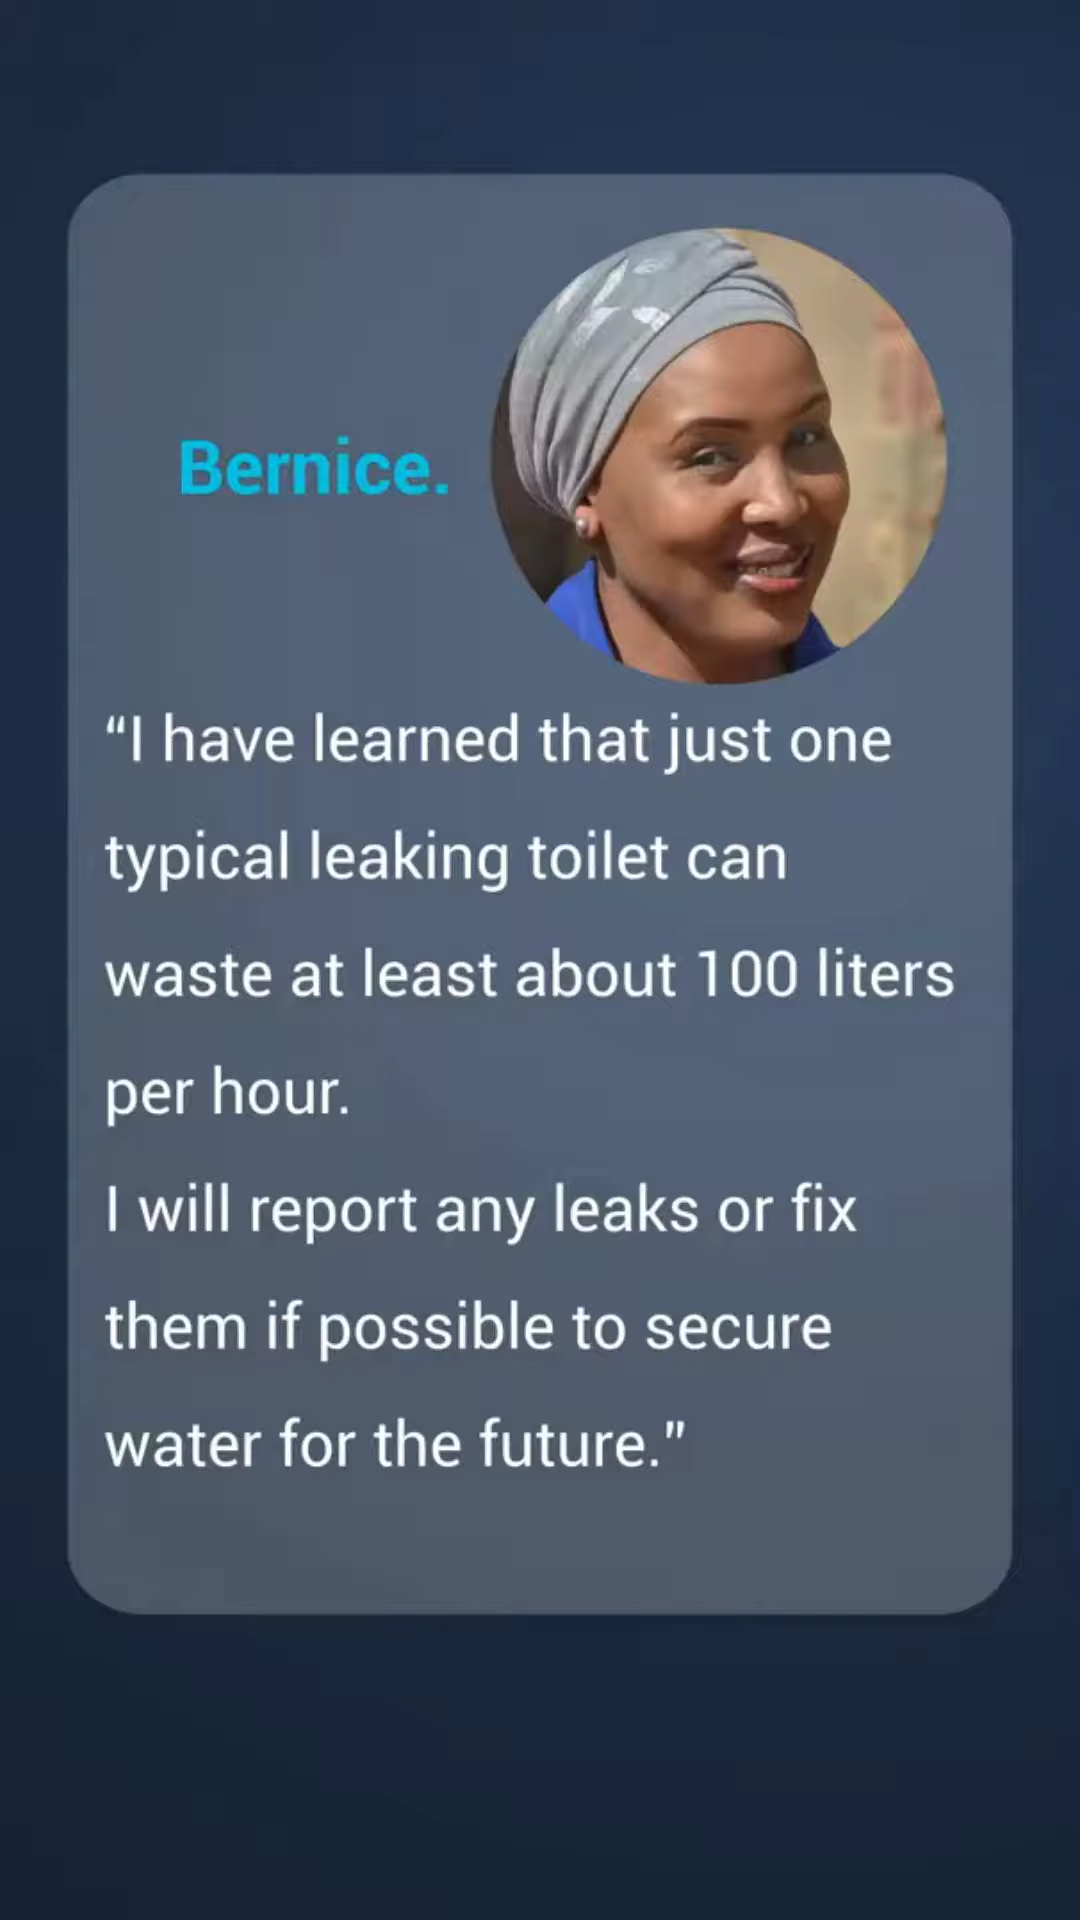 Bernice.
“I have learned that just one
typical leaking toilet can
waste at least about 100 liters
per hour.
I will report any leaks or fix
them if possible to secure
water for the future.”